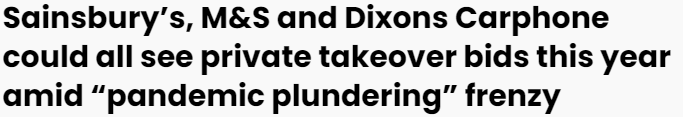 Sainsbury’s, M&S and Dixons Carphone
could all see private takeover bids this year
amid “pandemic plundering” frenzy